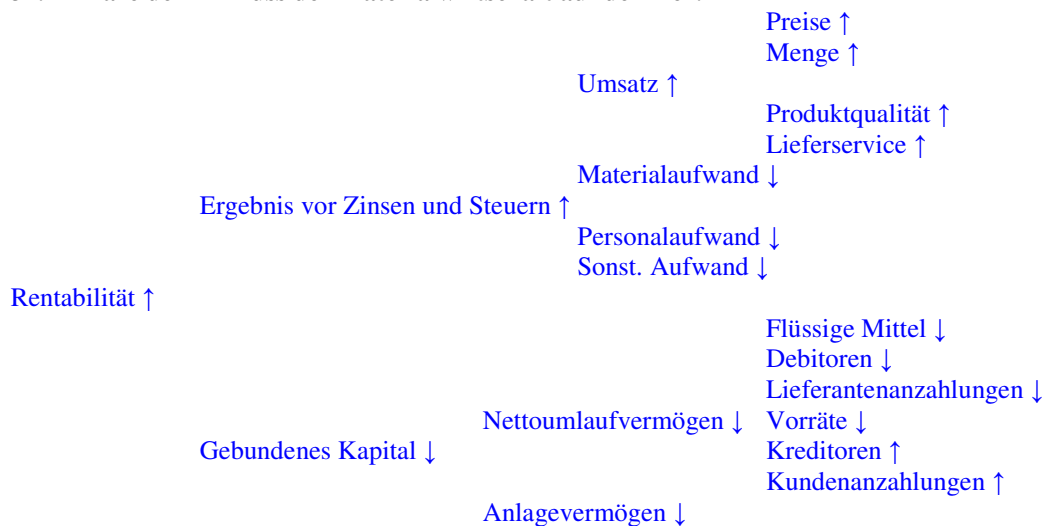 Preise ↑
Menge ↑
Umsatz ↑
Produktqualität ↑
Lieferservice ↑
Materialaufwand ↓
Ergebnis vor Zinsen und Steuern ↑
Personalaufwand ↓
Sonst. Aufwand ↓
Rentabilität ↑
Flüssige Mittel ↓
Debitoren ↓
Lieferantenanzahlungen ↓
Nettoumlaufvermögen ↓ Vorräte ↓
Gebundenes Kapital ↓ Kreditoren ↑
Kundenanzahlungen ↑
Anlagevermögen ↓